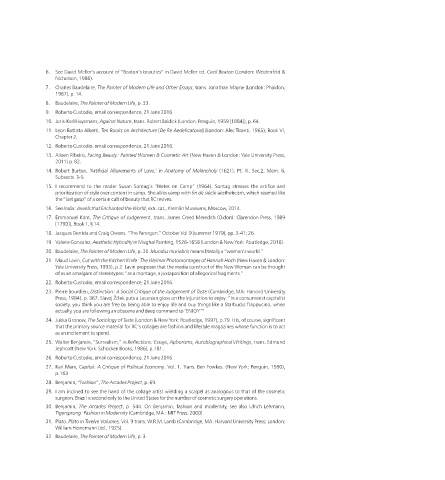 6. See David Mellor's account of "Beaton's beauties" in David Mellor ed. Cecil Beaton (London: Weidenfeld &
Nicholson, 1986).
7. Charles Baudelaire, The Painter of Modern Life and Other Essays, trans. Jonathan Mayne (London: Phaidon,
1967), p. 14.
8. Baudelaire, The Painter of Modern Life, p. 33.
9. Roberto Custodio, email correspondence, 21 June 2016.
10. Joris-Karl Huysmans, Against Nature, trans. Robert Baldick (London: Penguin, 1959 [1884]), p. 64.
11. Leon Battista Alberti, Ten Books on Architecture [De Re Aedificatoria] (London: Alec Tiranti, 1965), Book VI,
Chapter 2.
12. Roberto Custodio, email correspondence, 21 June 2016.
13. Aileen Ribeiro, Facing Beauty: Painted Women & Cosmetic Art (New Haven & London: Yale University Press,
2011), p. 82.
14. Robert Burton, "Artificial Allurements of Love," in Anatomy of Melancholy (1621), Pt. III, Sec.2, Mem. &
Subsects. 3-5.
15. I recommend to the reader Susan Sontag's "Notes on Camp" (1964). Sontag stresses the artifice and
prioritization of style over content in camp. She allies camp with fin de siècle aestheticism, which seemed like
the "last gasp" of a certain call of Beauty that RC revives.
16. See India: Jewels that Enchanted the World, exh. cat., Kremlin Museums, Moscow, 2014.
17. Emmanuel Kant, The Critique of Judgement, trans. James Creed Meredith (Oxford: Clarendon Press, 1989
[1790]), Book 1, § 14.
18. Jacques Derrida and Craig Owens. "The Parergon." October Vol. 9 (summer 1979), pp. 3-41; 26.
19. Valerie Gonzalez, Aesthetic Hybridity in Mughal Painting, 1526-1658 (London & New York: Routledge, 2016).
20. Baudelaire, The Painter of Modern Life, p. 30. Mundus muliebris means literally a "woman's world."
21. Maud Lavin, Cut with the Kitchen Knife: The Weimar Photomontages of Hannah Höch (New Haven & London:
Yale University Press, 1993), p.2. Lavin proposes that the media construct of the New Woman can be thought
of as an amalgam of stereotypes: "as a montage, a juxtaposition of allegorical fragments."
22. Roberto Custodio, email correspondence, 21 June 2016.
23. Pierre Bourdieu, Distinction: A Social Critique of the Judgement of Taste (Cambridge, MA: Harvard University
Press, 1984), p. 367. Slavoj Žižek puts a Lacanian gloss on the injunction to enjoy: "In a consumer capitalist
society, you think you are free by being able to enjoy life and buy things like a Starbucks frappuccino, when
actually, you are following an obscene and deep command to 'ENJOY'."
24. Jukka Gronow, The Sociology of Taste (London & New York: Routledge, 1997), p.79. It is, of course, significant
that the primary source material for RC's collages are fashion and lifestyle magazines whose function is to act
as an incitement to spend.
25. Walter Benjamin, "Surrealism," in Reflections: Essays, Aphorisms, Autobiographical Writings, trans. Edmund
Jephcott (New York: Schocken Books, 1986), p. 181.
26. Roberto Custodio, email correspondence, 21 June 2016.
27. Karl Marx, Capital: A Critique of Political Economy. Vol. 1, Trans. Ben Fowkes. (New York: Penguin, 1990),
p. 163.
28. Benjamin, "Fashion", The Arcades Project, p. 69.
29. I am inclined to see the hand of the collage artist wielding a scalpel as analogous to that of the cosmetic
surgeon. Brazil is second only to the United States for the number of cosmetic surgery operations.
30. Benjamin, The Arcades Project, p. 544. On Benjamin, fashion and modernity, see also Ulrich Lehmann,
Tigersprung: Fashion in Modernity (Cambridge, MA : MIT Press, 2000).
31. Plato. Plato in Twelve Volumes, Vol. 9 trans. W.R.M. Lamb (Cambridge, MA: Harvard University Press; London:
William Heinemann Ltd., 1925).
32. Baudelaire, The Painter of Modern Life, p. 3.